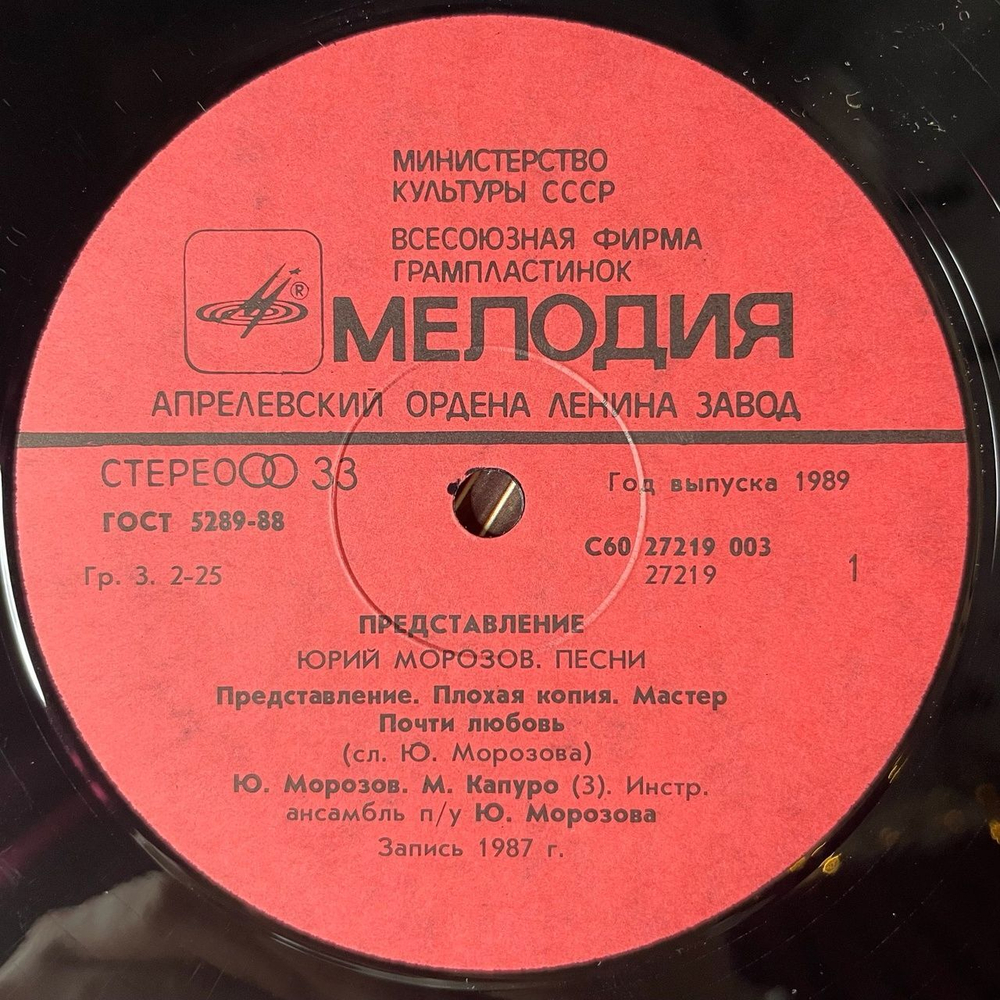 МИНИСТЕРСТВО
КУЛЬТУРЫ СССР
ВСЕСОЮЗНАЯ ФИРМА
ГРАМПЛАСТИНОК
®
МЕЛОДИЯ
АПРЕЛЕВСКИЙ ОРДЕНА ЛЕНИНА ЗАВОД
СТЕРЕО 33
Год выпуска 1989
ГОСТ 5289-88
С60 27219 003
Гр. 3. 2-25
27219
1
ПРЕДСТАВЛЕНИЕ
ЮРИЙ МОРОЗОВ. ПЕСНИ
Представление. Плохая копия. Мастер
Почти любовь
(сл. Ю. Морозова)
Ю. Морозов. М. Капуро (3). Инстр.
ансамбль п/у Ю. Морозова
Запись 1987 г.